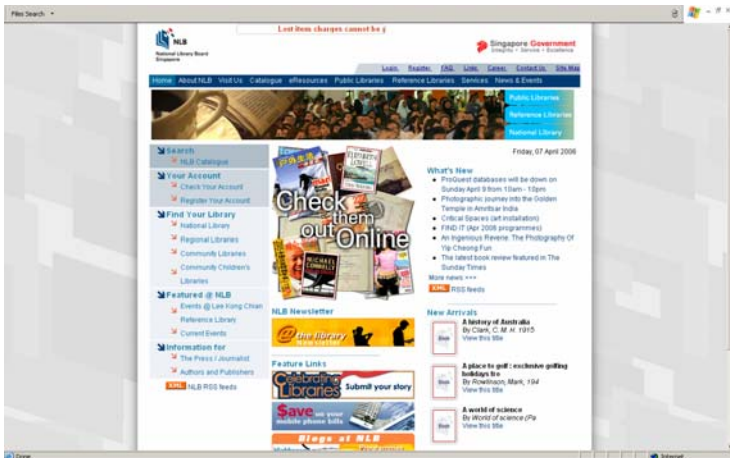 Files Search
Lost item charges cannot be
NLB
National Library Board
Singapore
Singapore Government
Integrity • Service • Excellence
Login Register FAQ Links Career Contact Us Site Map
Home About NLB Visit Us Catalogue eResources Public Libraries Reference Libraries Services News & Events
Public Libraries
Reference Libraries
National Library
Friday, 07 April 2006
Search
NLB Catalogue
Your Account
Check Your Account
Register Your Account
Find Your Library
National Library
Regional Libraries
Community Libraries
Community Children's
Libraries
Featured @ NLB
Events @ Lee Kong Chian
Reference Library
Current Events
Information for
The Press / Journalist
Authors and Publishers
XML NLB RSS feeds
Check
them
out
Online
ELIZABETH
LOWELL
MICHAEL
CONNELLY
NLB Newsletter
@ the library
Newsletter
Feature Links
Celebrating
Libraries Submit your story
$ave on your
mobile phone bills
Blogs at NLB
What's New
ProQuest databases will be down on
Sunday April 9 from 10am - 10pm
Photographic journey into the Golden
Temple in Amritsar India
Critical Spaces (art installation)
FIND IT (Apr 2006 programmes)
An Ingenious Reverie: The Photography Of
Yip Cheong Fun
The latest book review featured in The
Sunday Times
More news >>>
XML RSS feeds
New Arrivals
A history of Australia
By Clark, C. M. H. 1915
View this title
A place to golf : exclusive golfing
holidays fro
By Rowlinson, Mark, 194
View this title
A world of science
By World of science (Pa
View this title
Done
Internet